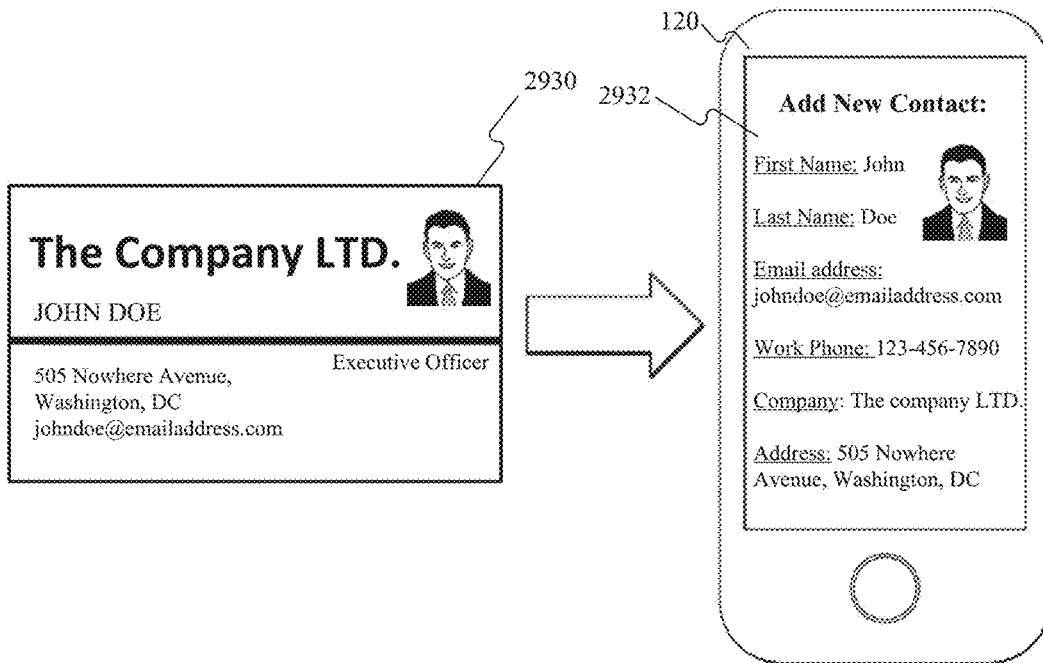 2930
The Company LTD.
JOHN DOE
Executive Officer
505 Nowhere Avenue,
Washington, DC
johndoe@emailaddress.com
120
2932
Add New Contact:
First Name: John
Last Name: Doe
Email address:
johndoe@emailaddress.com
Work Phone: 123-456-7890
Company: The company LTD.
Address: 505 Nowhere
Avenue, Washington, DC